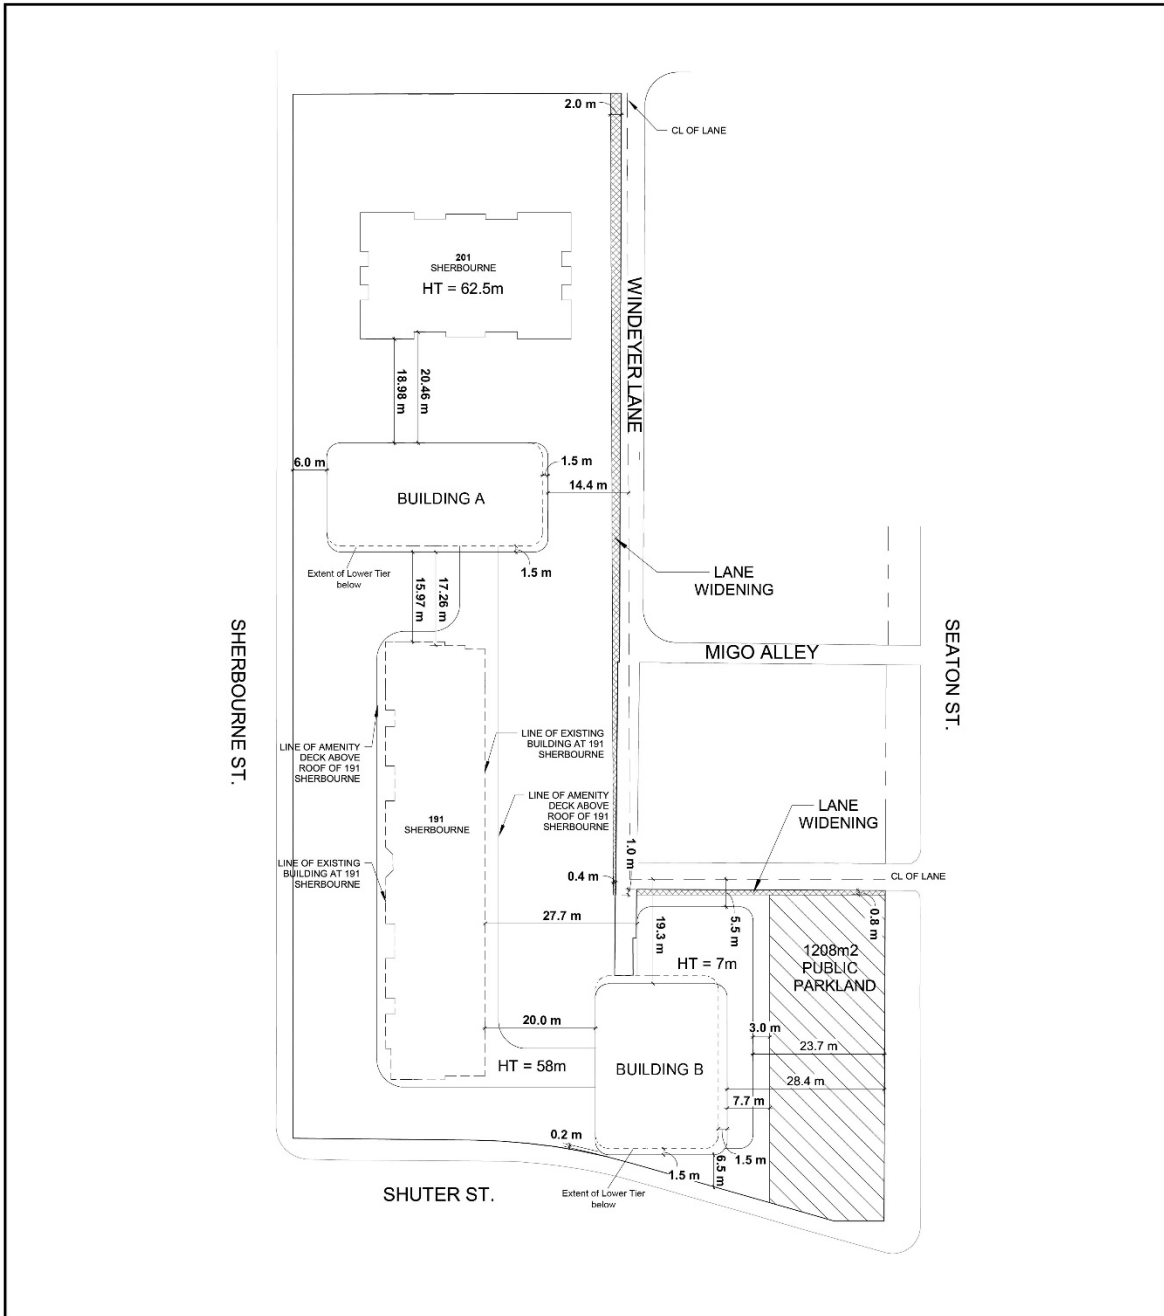 2.0 m
CL OF LANE
201
SHERBOURNE
HT = 62.5m
WINDEYER LANE
18.98 m
20.46 m
6.0 m
1.5 m
14.4 m
BUILDING A
Extent of Lower Tier
below
1.5 m
15.97 m
17.26 m
LANE
WIDENING
SHERBOURNE ST.
MIGO ALLEY
SEATON ST.
LINE OF AMENITY
DECK ABOVE
ROOF OF 191
SHERBOURNE
LINE OF EXISTING
BUILDING AT 191
SHERBOURNE
LINE OF AMENITY
DECK ABOVE
ROOF OF 191
SHERBOURNE
LANE
WIDENING
191
SHERBOURNE
LINE OF EXISTING
BUILDING AT 191
SHERBOURNE
1.0 m
0.4 m
CL OF LANE
27.7 m
19.3 m
5.5 m
0.8 m
HT = 7m
1208m2
PUBLIC
PARKLAND
20.0 m
3.0 m
23.7 m
HT = 58m
BUILDING B
28.4 m
7.7 m
0.2 m
1.5 m
6.5 m
1.5 m
SHUTER ST.
Extent of Lower Tier
below